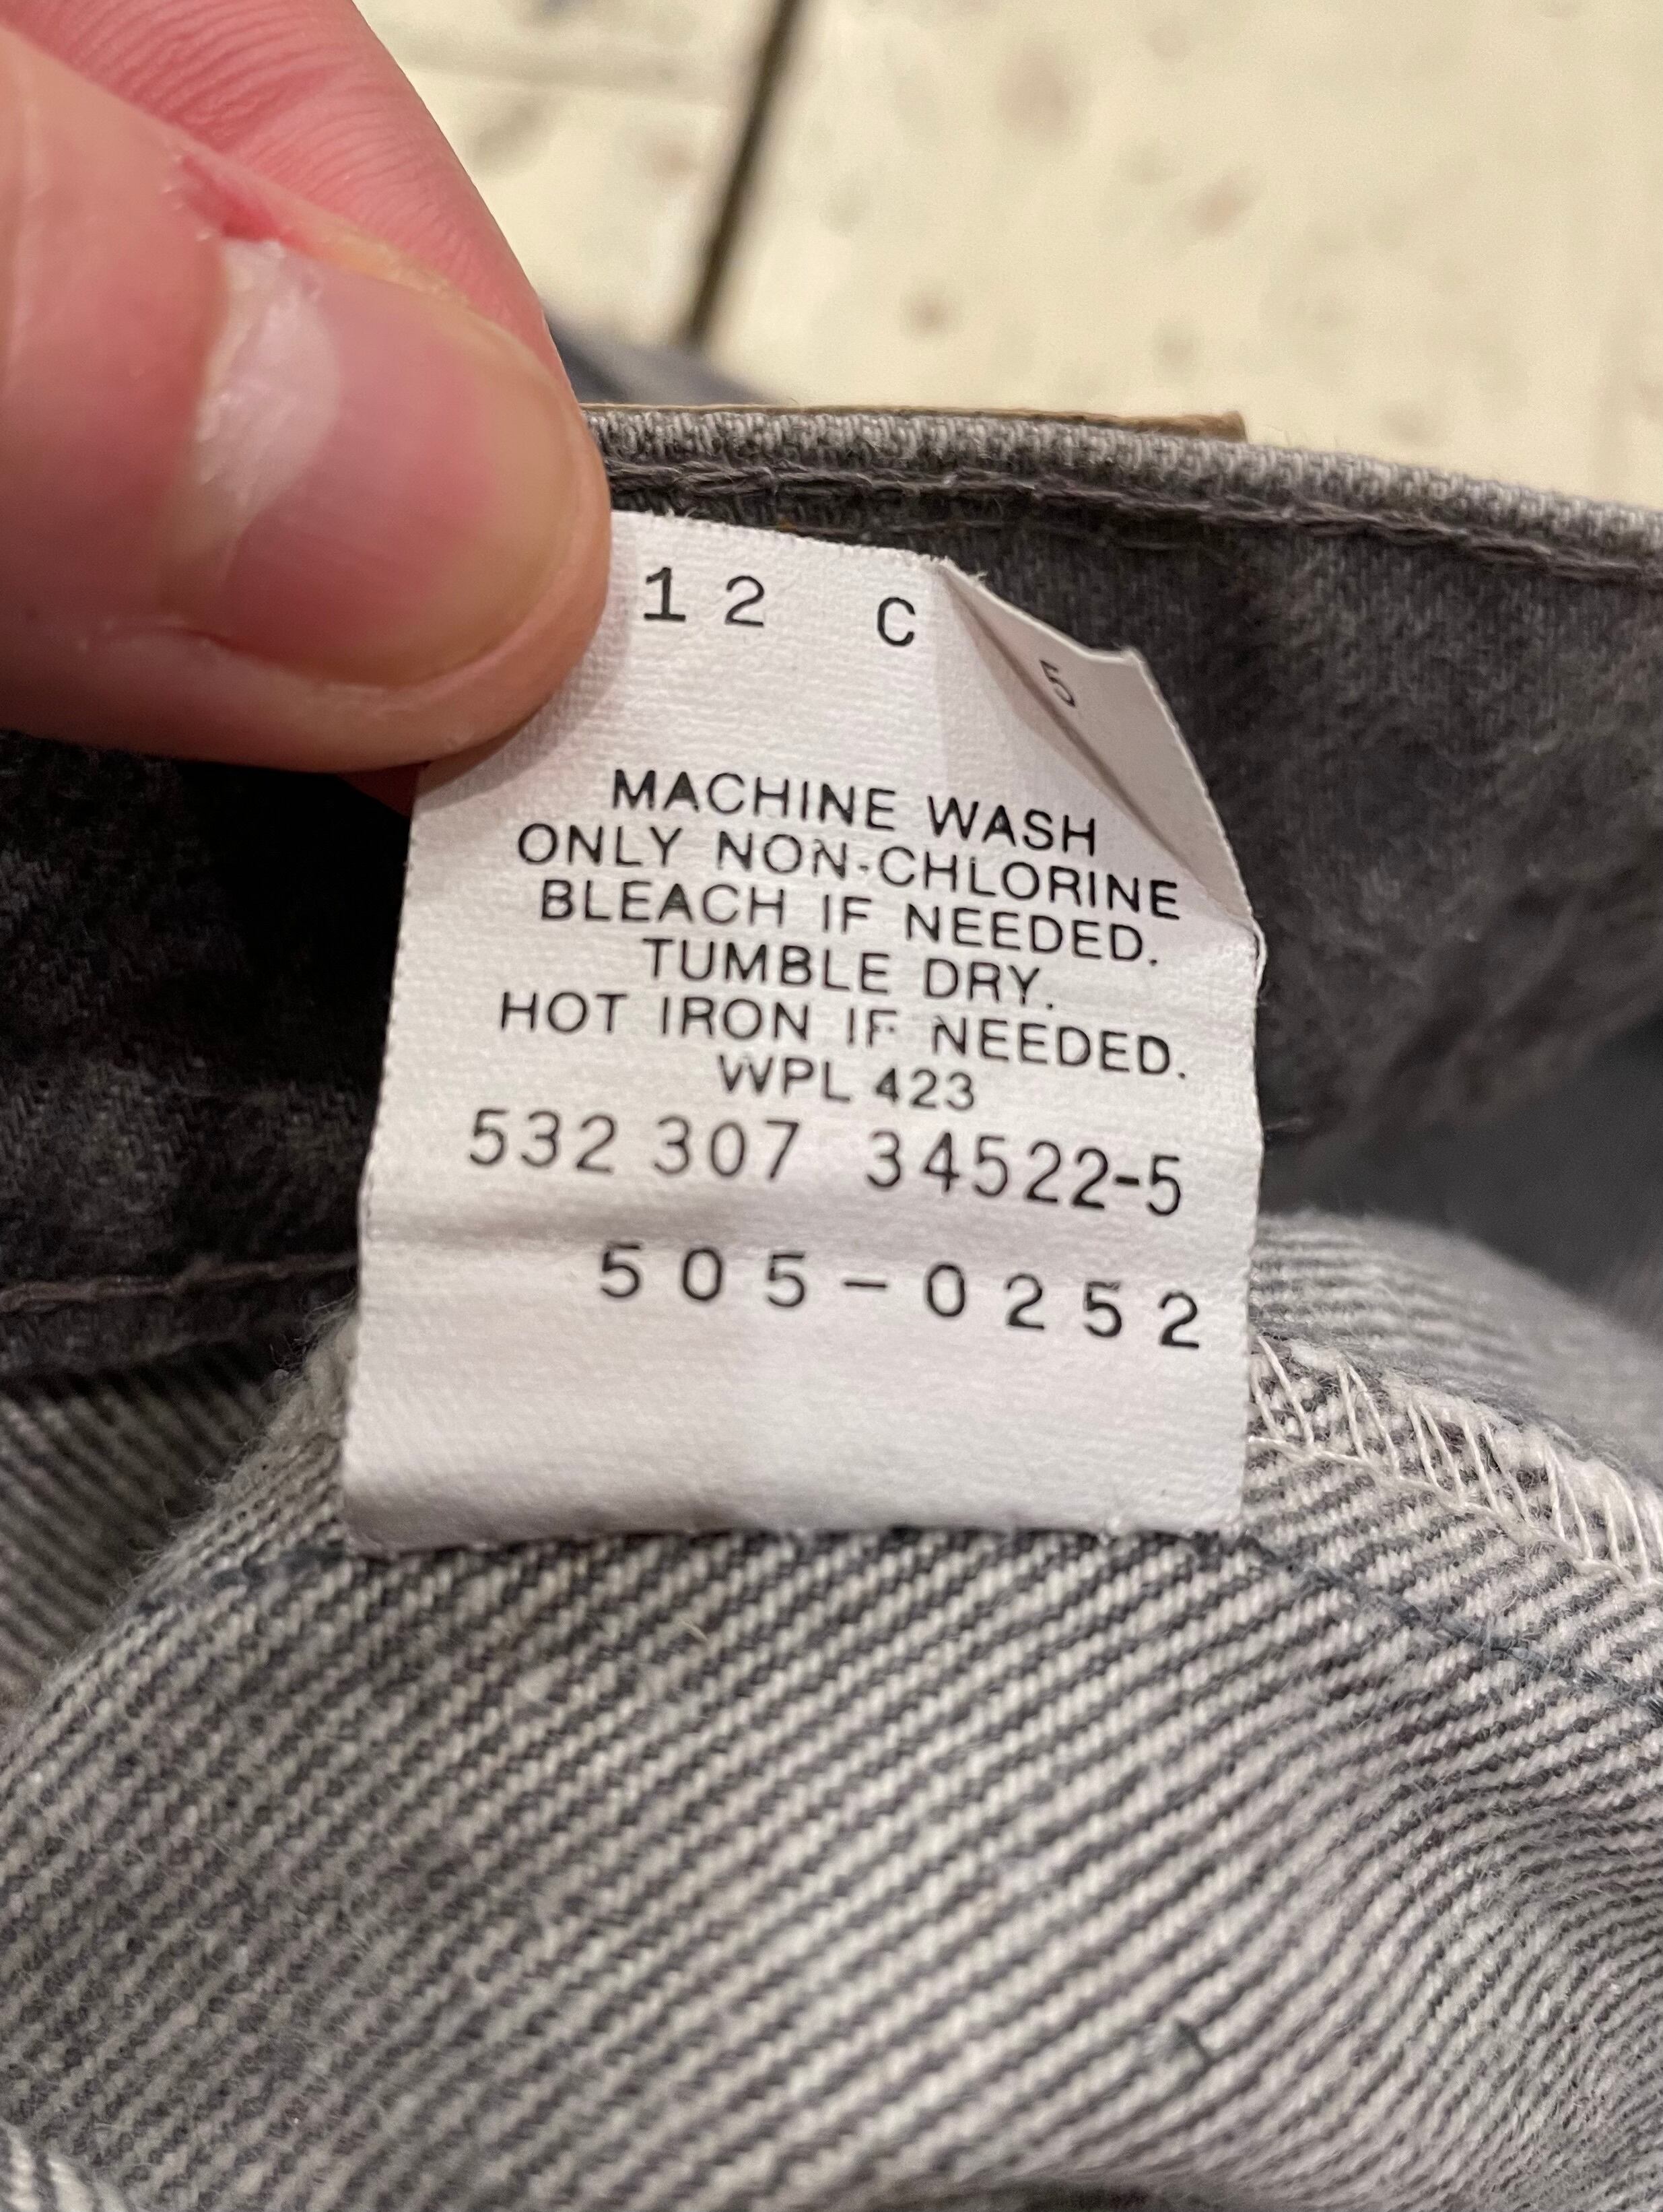 12 C 5
MACHINE WASH
ONLY NON-CHLORINE
BLEACH IF NEEDED.
TUMBLE DRY.
HOT IRON IF NEEDED.
WPL 423
532 307 34522-5
505-0252